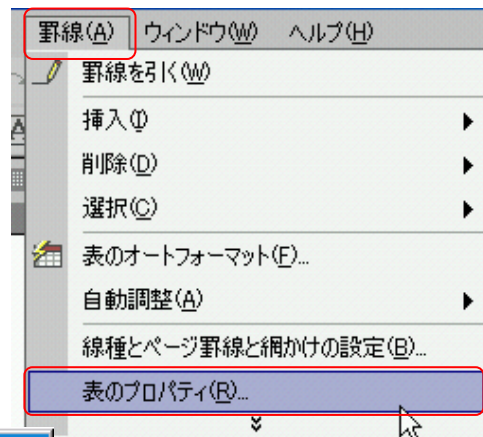 罫線(A) ウィンドウ(W) ヘルプ(H)
罫線を引く(W)
挿入(I)
削除(D)
選択(C)
表のオートフォーマット(F)...
自動調整(A)
線種とページ罫線と網かけの設定(B)...
表のプロパティ(R)...